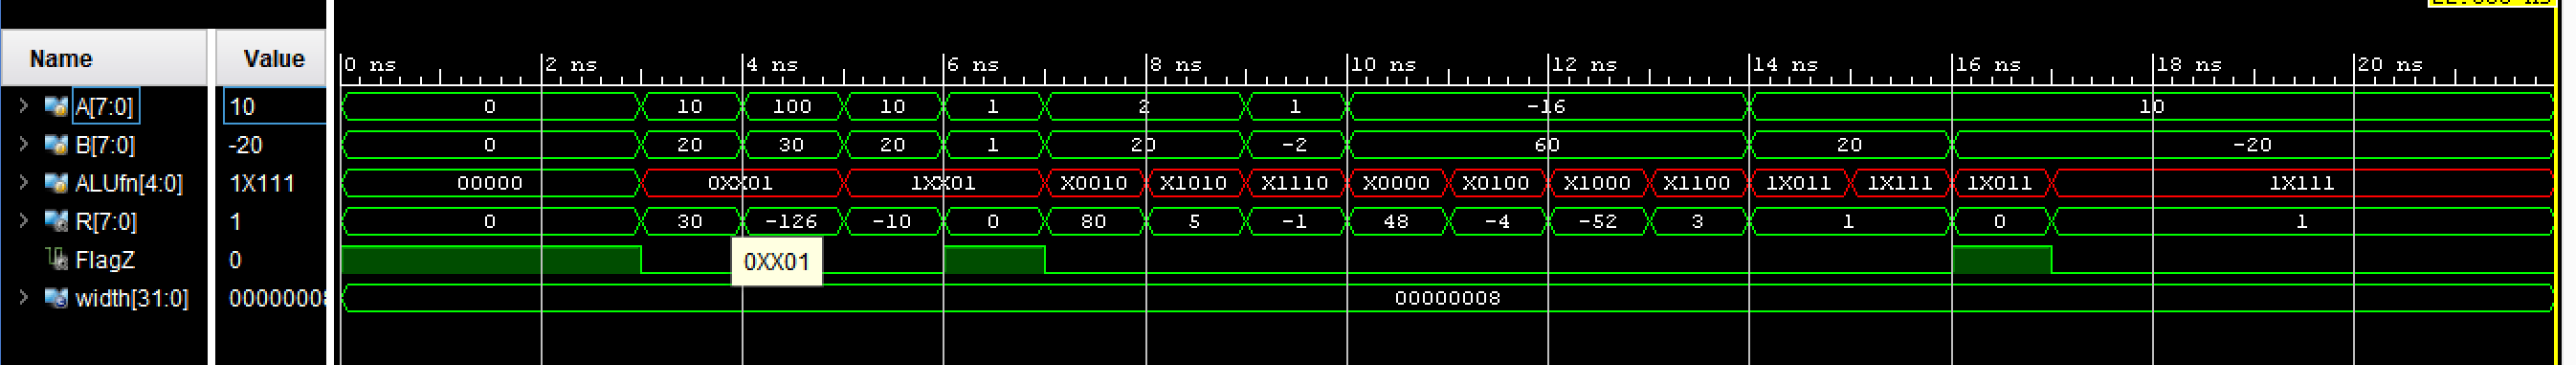 Name Value 0 ns 2 ns 4 ns 6 ns 8 ns 10 ns 12 ns 14 ns 16 ns 18 ns 20 ns
A[7:0] 10 0 10 100 10 1 2 1 -16 10
B[7:0] -20 0 20 30 20 1 20 -2 60 20 -20
ALUfn[4:0] 1X111 00000 0XX01 1XX01 X0010 X1010 X1110 X0000 X0100 X1000 X1100 1X011 1X111 1X011 1X111
R[7:0] 1 0 30 -126 -10 0 80 5 -1 48 -4 -52 3 1 0 1
FlagZ 0 0XX01
width[31:0] 00000008 00000008